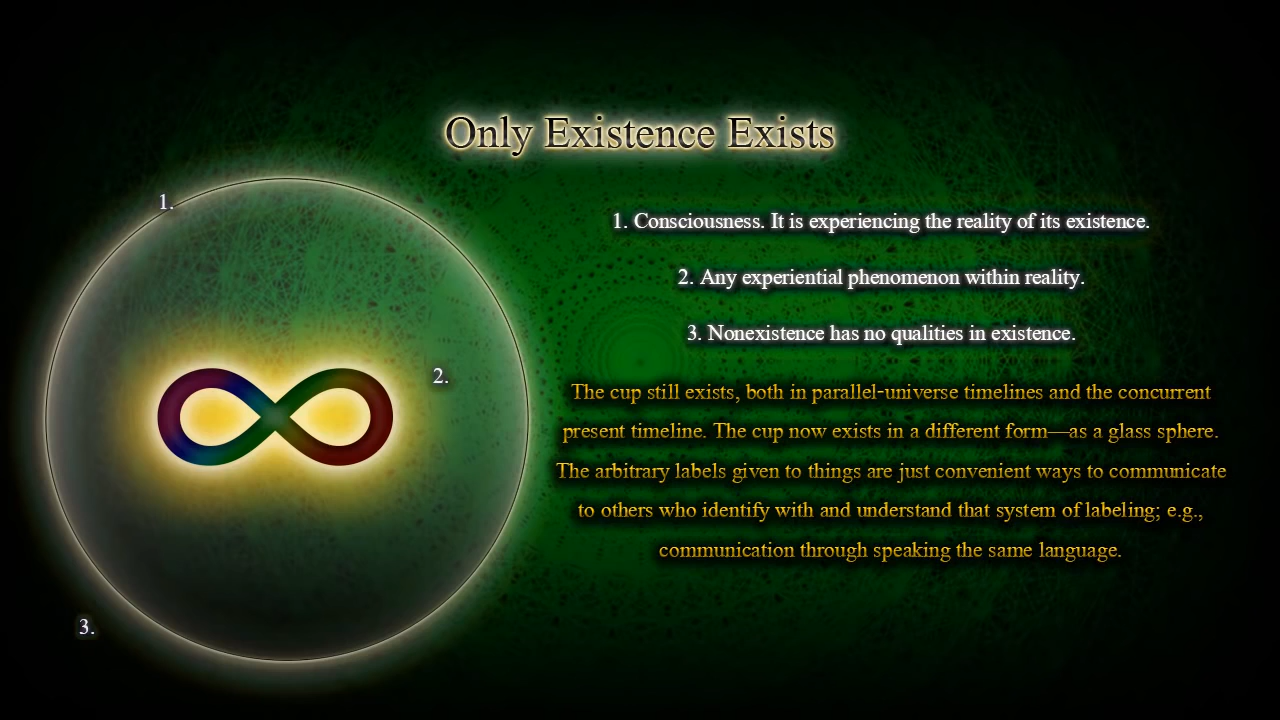 Only Existence Exists
1.
1. Consciousness. It is experiencing the reality of its existence.
2. Any experiential phenomenon within reality.
3. Nonexistence has no qualities in existence.
2.
The cup still exists, both in parallel-universe timelines and the concurrent
present timeline. The cup now exists in a different form—as a glass sphere.
The arbitrary labels given to things are just convenient ways to communicate
to others who identify with and understand that system of labeling; e.g.,
communication through speaking the same language.
3.